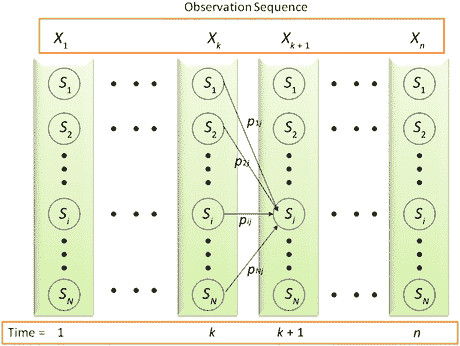 Observation Sequence
X1 Xk Xk + 1 Xn
S1 S1 S1 S1
p1j
S2 S2 S2 S2
p2j
Si Si Sj Si
pij
pNj
SN SN SN SN
Time = 1 k k + 1 n